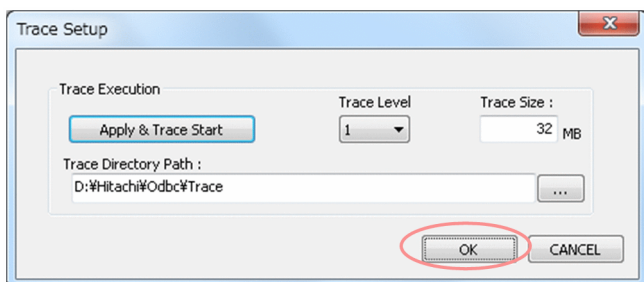 Trace Setup
Trace Execution
Trace Level
Trace Size :
Apply & Trace Start
1
32 MB
Trace Directory Path :
D:¥Hitachi¥Odbc¥Trace
...
OK
CANCEL